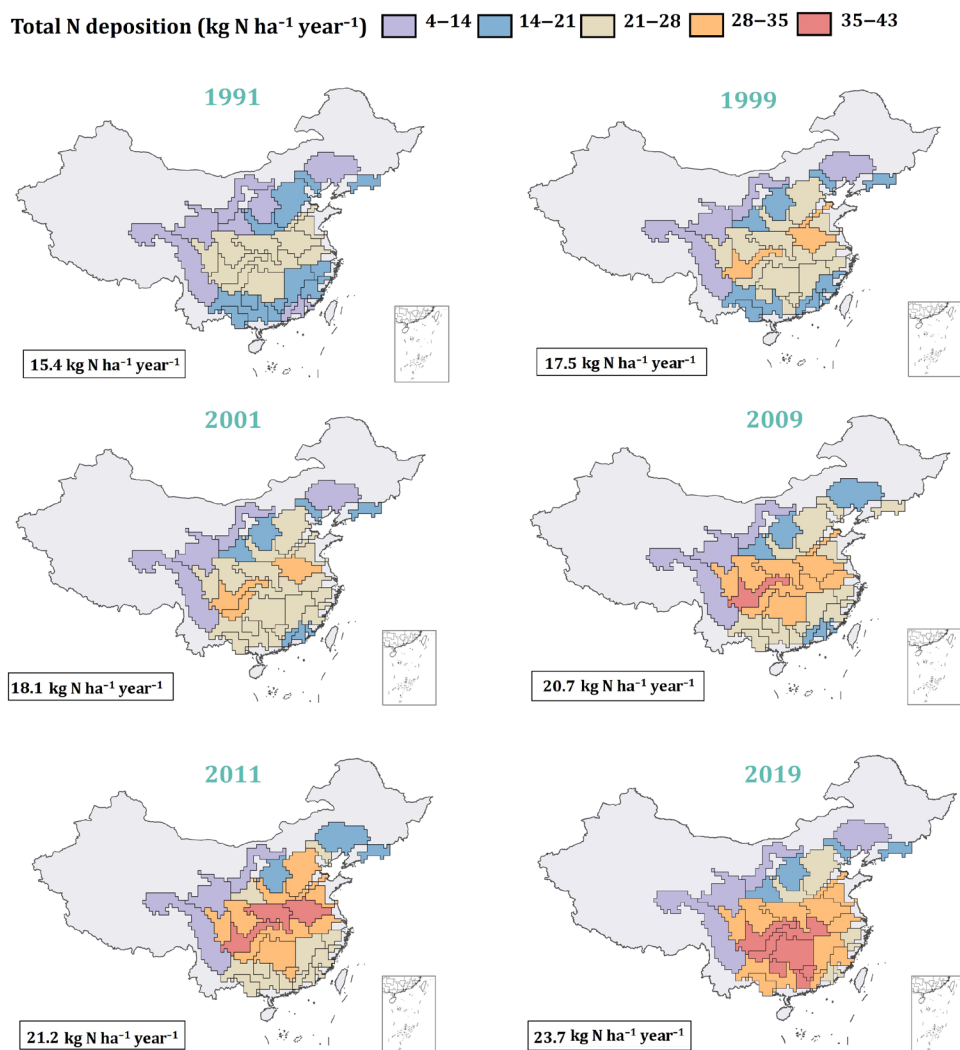 Total N deposition (kg N ha⁻¹ year⁻¹) 4–14 14–21 21–28 28–35 35–43
1991 1999
15.4 kg N ha⁻¹ year⁻¹ 17.5 kg N ha⁻¹ year⁻¹
2001 2009
18.1 kg N ha⁻¹ year⁻¹ 20.7 kg N ha⁻¹ year⁻¹
2011 2019
21.2 kg N ha⁻¹ year⁻¹ 23.7 kg N ha⁻¹ year⁻¹